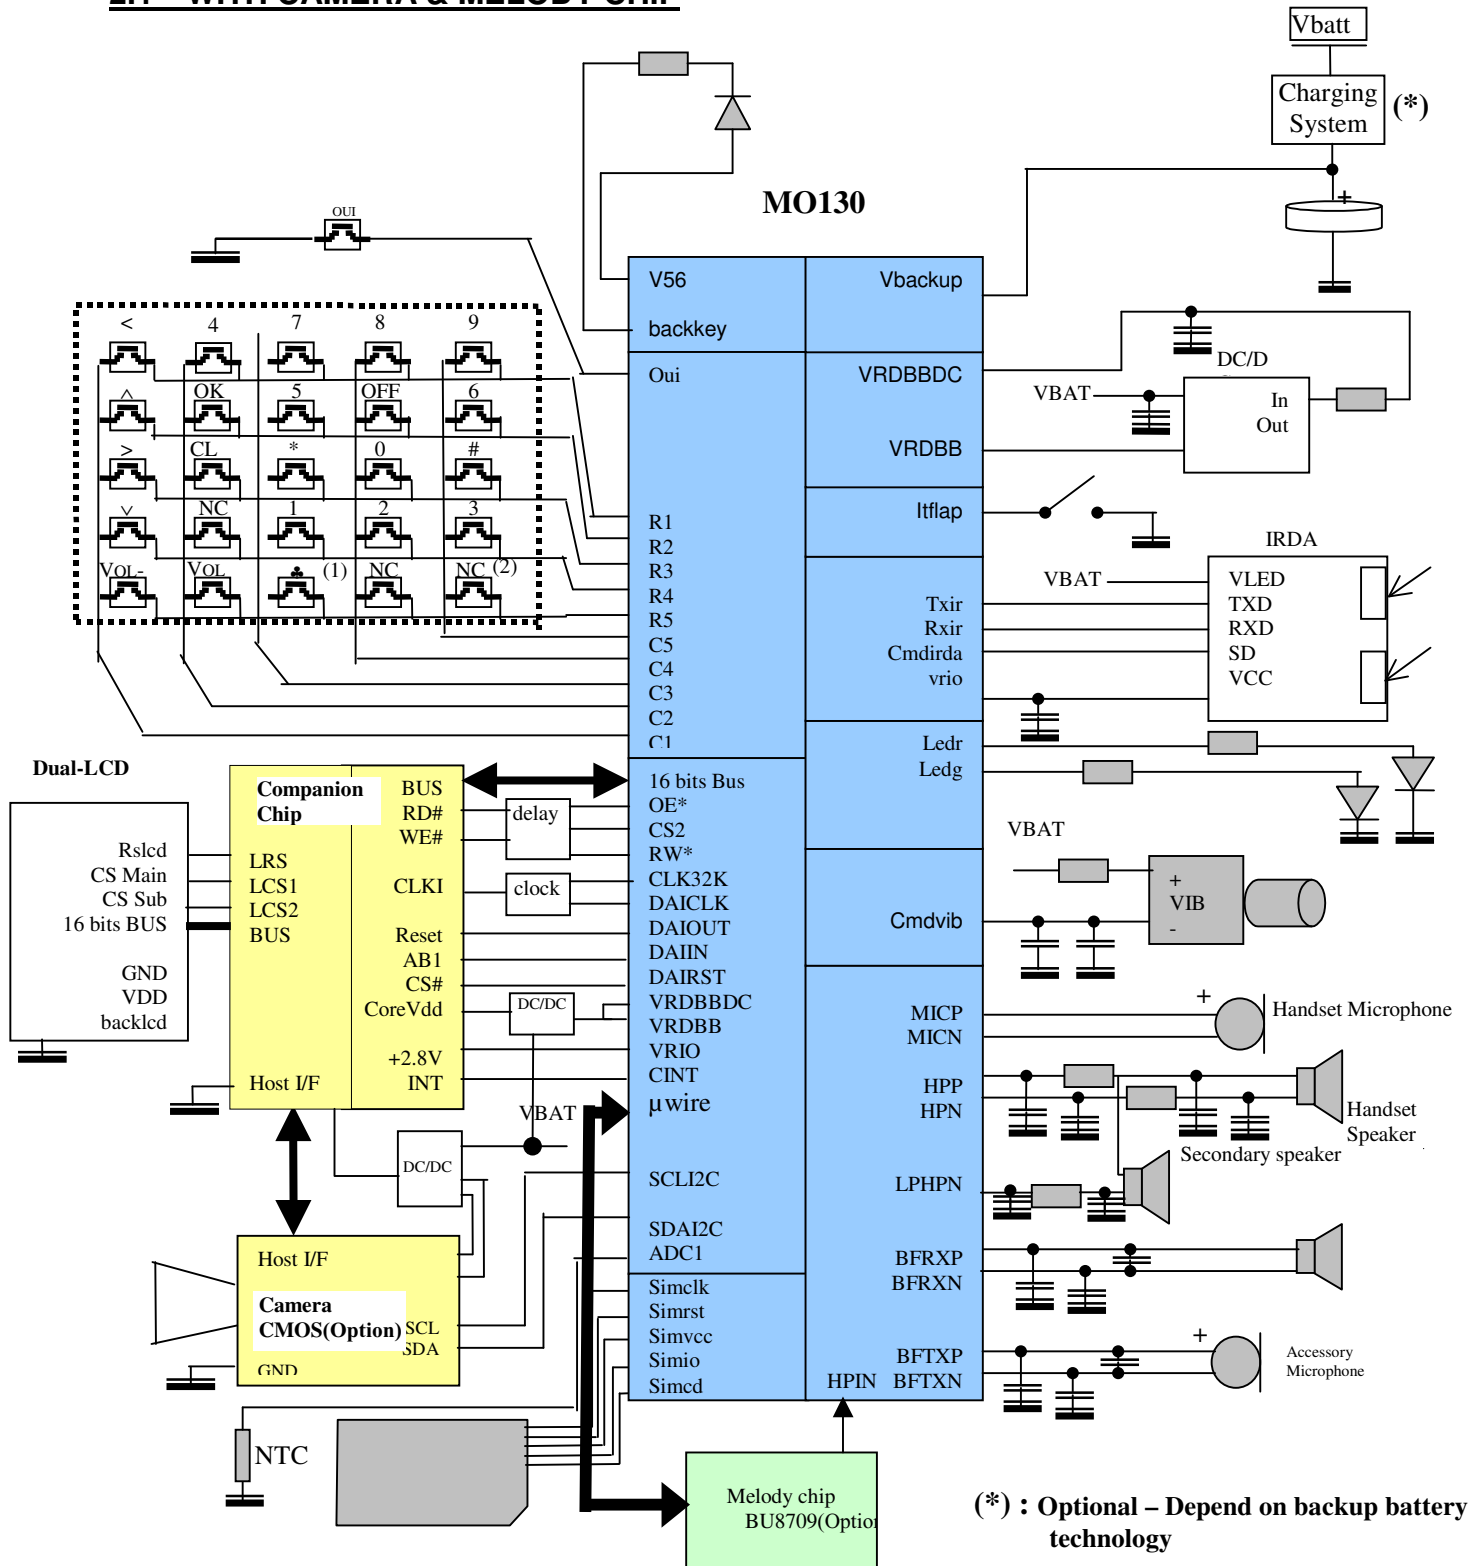 WITH CAMERA & MELODY CHIP
Vbatt
Charging
System
(*)
+
MO130
OUI
V56
backkey
Oui
Vbackup
VRDBBDC
VRDBB
Itflap
DC/D
VBAT
In
Out
< 4 7 8 9
^ OK 5 OFF 6
> CL * 0 #
v NC 1 2 3
VOL- VOL ♣ (1) NC NC (2)
R1
R2
R3
R4
R5
C5
C4
C3
C2
C1
Txir
Rxir
Cmdirda
vrio
IRDA
VBAT
VLED
TXD
RXD
SD
VCC
Ledr
Ledg
VBAT
+
VIB
-
Cmdvib
Dual-LCD
Rslcd
CS Main
CS Sub
16 bits BUS
GND
VDD
backlcd
Companion
Chip
LRS
LCS1
LCS2
BUS
Host I/F
BUS
RD#
WE#
CLKI
Reset
AB1
CS#
CoreVdd
+2.8V
INT
delay
clock
DC/DC
VBAT
DC/DC
16 bits Bus
OE*
CS2
RW*
CLK32K
DAICLK
DAIOUT
DAIIN
DAIRST
VRDBBDC
VRDBB
VRIO
CINT
µwire
SCLI2C
SDAI2C
ADC1
Simclk
Simrst
Simvcc
Simio
Simcd
MICP
MICN
HPP
HPN
LPHPN
BFRXP
BFRXN
BFTXP
HPIN BFTXN
+
Handset Microphone
Handset
Speaker
Secondary speaker
+
Accessory
Microphone
Host I/F
Camera
CMOS(Option)
SCL
SDA
GND
NTC
Melody chip
BU8709(Option
(*) : Optional – Depend on backup battery
technology